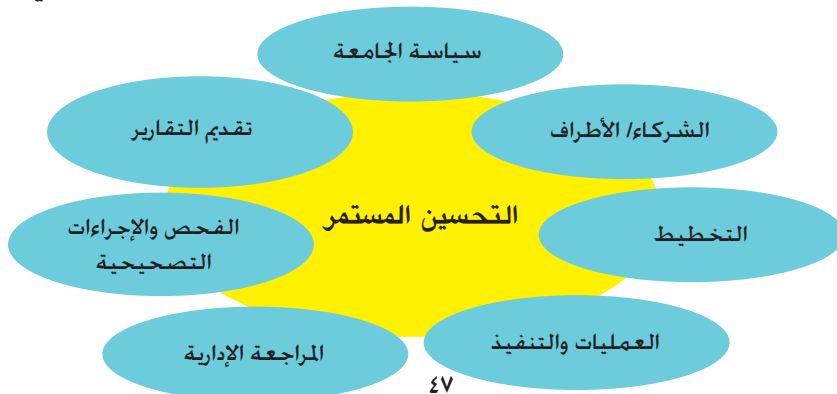 سياسة الجامعة
الشركاء/ الأطراف
تقديم التقارير
التحسين المستمر
التخطيط
الفحص والإجراءات
التصحيحية
العمليات والتنفيذ
المراجعة الإدارية
٤٧